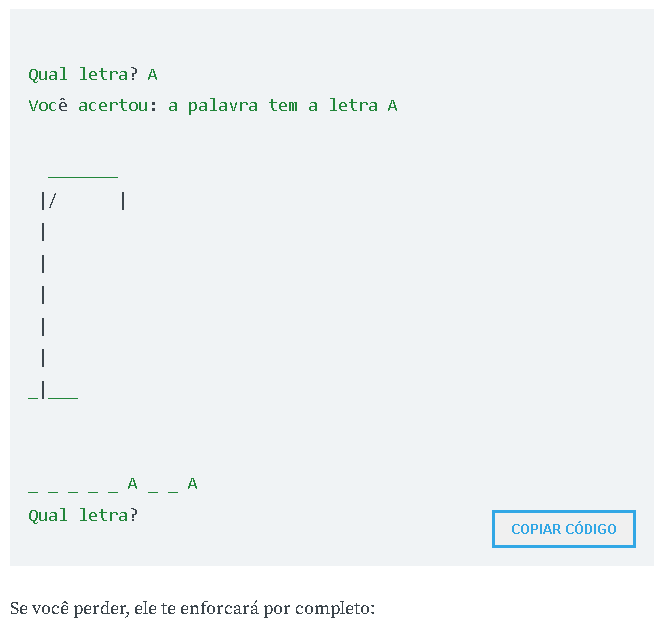 Qual letra? A
Você acertou: a palavra tem a letra A
  _______
 |/      |
 |
 |
 |
 |
 |
_|___
_ _ _ _ _ A _ _ A
Qual letra?
COPIAR CÓDIGO
Se você perder, ele te enforcará por completo: